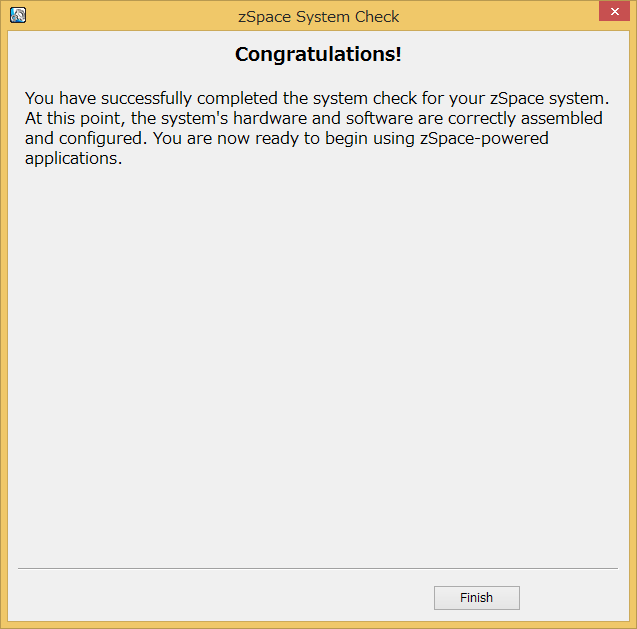 zSpace System Check
Congratulations!
You have successfully completed the system check for your zSpace system.
At this point, the system's hardware and software are correctly assembled
and configured. You are now ready to begin using zSpace-powered
applications.
Finish